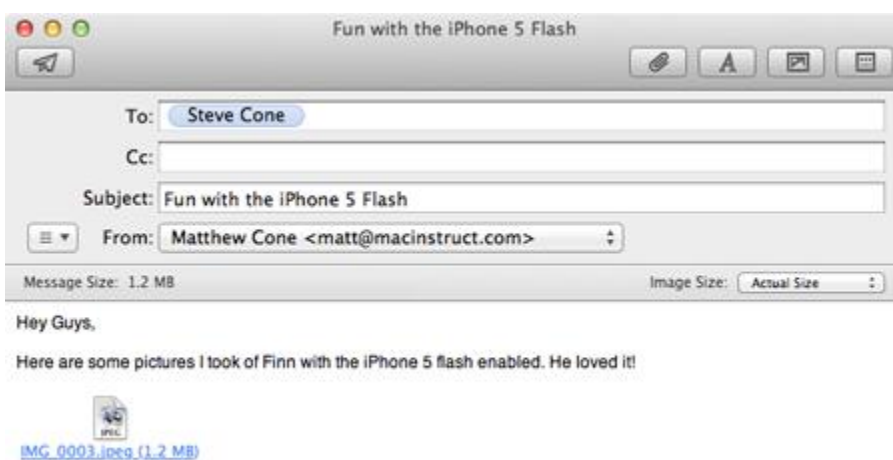 Fun with the iPhone 5 Flash
A
To: Steve Cone
Cc:
Subject: Fun with the iPhone 5 Flash
From: Matthew Cone <matt@macinstruct.com>
Message Size: 1.2 MB Image Size: Actual Size
Hey Guys,
Here are some pictures I took of Finn with the iPhone 5 flash enabled. He loved it!
JPEG
IMG_0003.jpeg (1.2 MB)